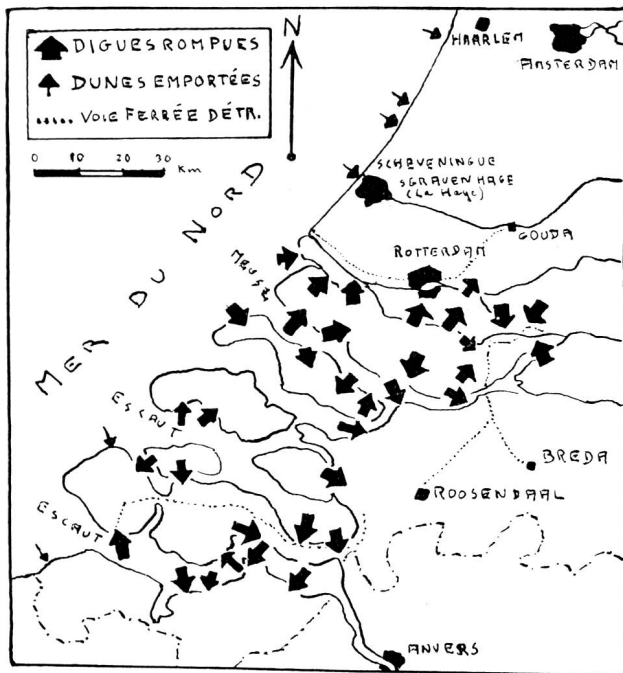 DIGUES ROMPUES
DUNES EMPORTÉES
VOIE FERRÉE DÉTR.
0 10 20 30
Km
N
HAARLEM
AMSTERDAM
SCHEVENINGUE
SGRAVENHAGE
(La Haye)
GOUDA
ROTTERDAM
MER DU NORD
MEUSE
ESCAUT
ESCAUT
BREDA
ROOSENDAAL
ANVERS